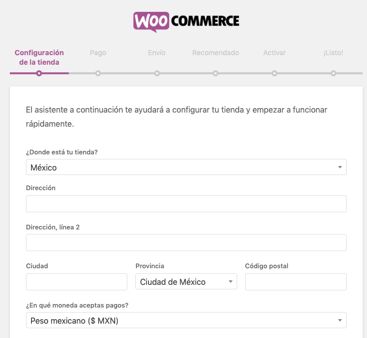 WOO COMMERCE
Configuración
de la tienda
Pago
Envío
Recomendado
Activar
¡Listo!
El asistente a continuación te ayudará a configurar tu tienda y empezar a funcionar
rápidamente.
¿Donde está tu tienda?
México
Dirección
Dirección, línea 2
Ciudad
Provincia
Código postal
Ciudad de México
¿En qué moneda aceptas pagos?
Peso mexicano ($ MXN)